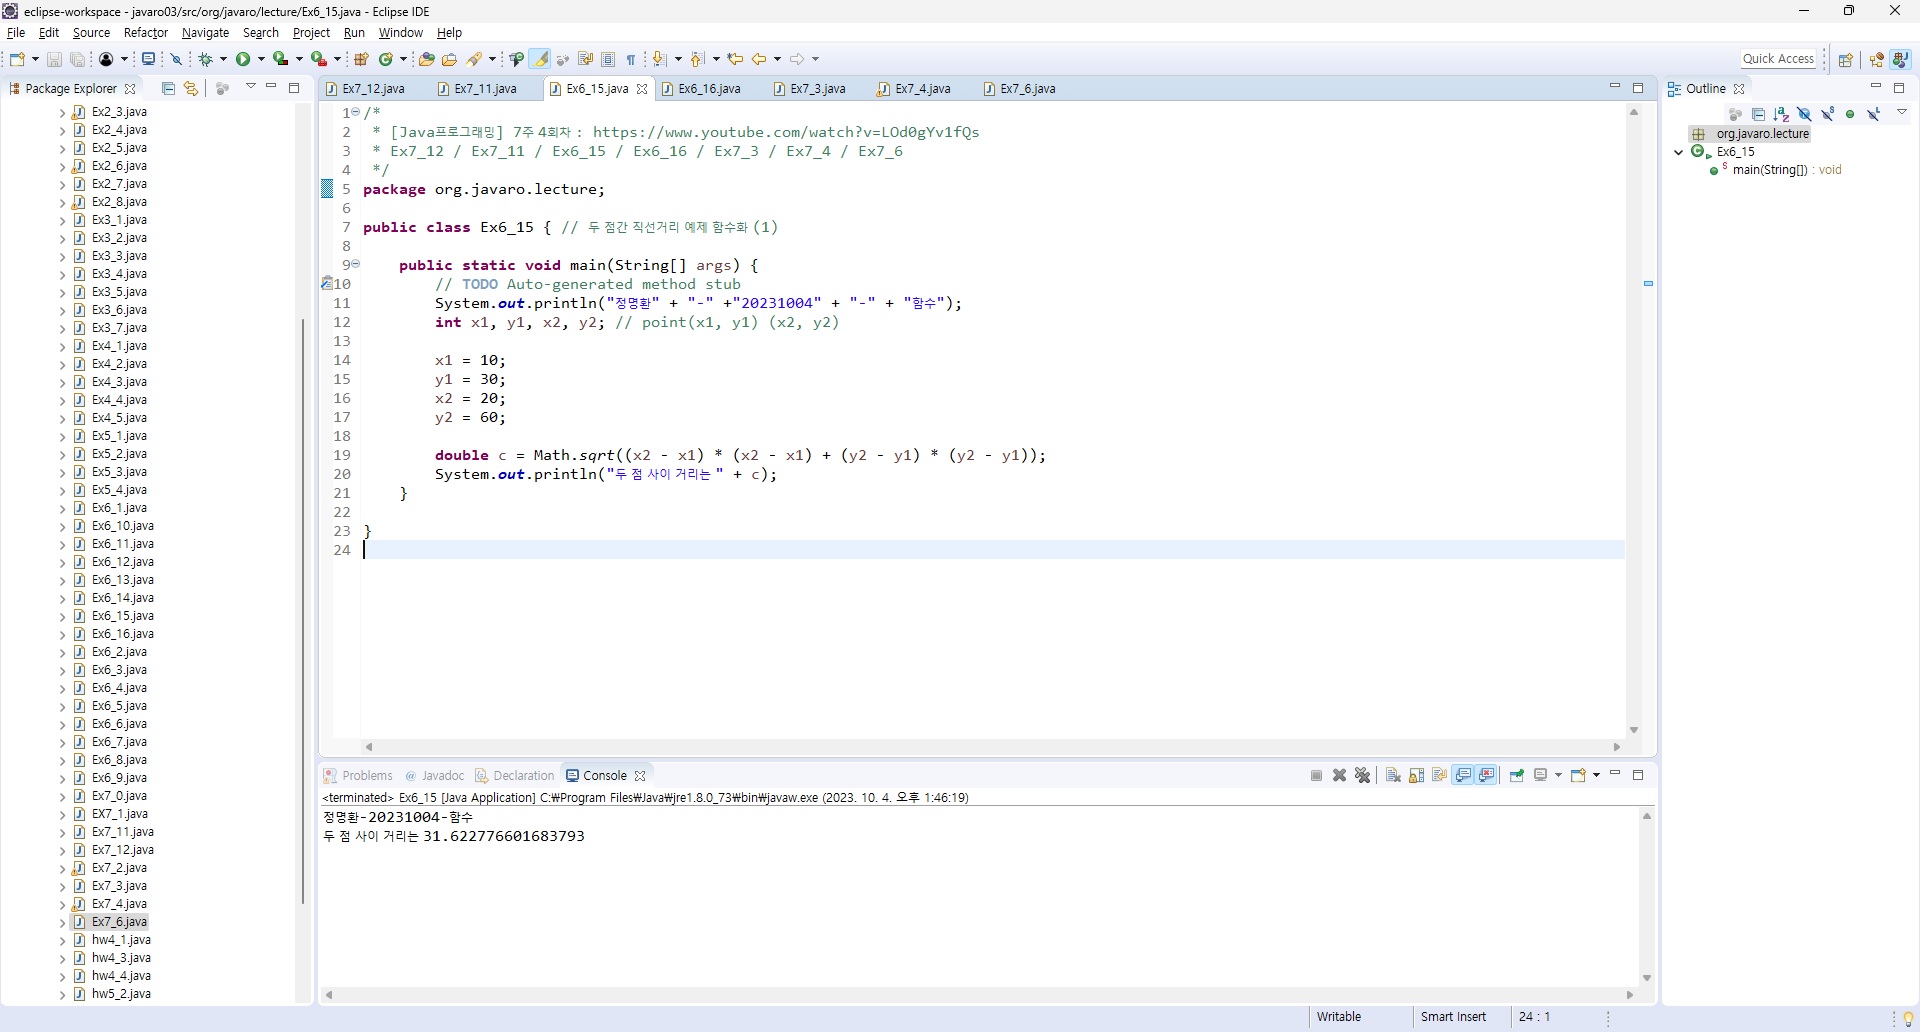 eclipse-workspace - javaro03/src/org/javaro/lecture/Ex6_15.java - Eclipse IDE
File Edit Source Refactor Navigate Search Project Run Window Help
Quick Access
Package Explorer
Ex2_3.java
Ex2_4.java
Ex2_5.java
Ex2_6.java
Ex2_7.java
Ex2_8.java
Ex3_1.java
Ex3_2.java
Ex3_3.java
Ex3_4.java
Ex3_5.java
Ex3_6.java
Ex3_7.java
Ex4_1.java
Ex4_2.java
Ex4_3.java
Ex4_4.java
Ex4_5.java
Ex5_1.java
Ex5_2.java
Ex5_3.java
Ex5_4.java
Ex6_1.java
Ex6_10.java
Ex6_11.java
Ex6_12.java
Ex6_13.java
Ex6_14.java
Ex6_15.java
Ex6_16.java
Ex6_2.java
Ex6_3.java
Ex6_4.java
Ex6_5.java
Ex6_6.java
Ex6_7.java
Ex6_8.java
Ex6_9.java
Ex7_0.java
EX7_1.java
Ex7_11.java
Ex7_12.java
Ex7_2.java
Ex7_3.java
Ex7_4.java
Ex7_6.java
hw4_1.java
hw4_3.java
hw4_4.java
hw5_2.java
Ex7_12.java Ex7_11.java Ex6_15.java Ex6_16.java Ex7_3.java Ex7_4.java Ex7_6.java
1 /*
2 * [Java프로그래밍] 7주 4회차 : https://www.youtube.com/watch?v=LOd0gYv1fQs
3 * Ex7_12 / Ex7_11 / Ex6_15 / Ex6_16 / Ex7_3 / Ex7_4 / Ex7_6
4 */
5 package org.javaro.lecture;
6
7 public class Ex6_15 { // 두 점간 직선거리 예제 함수화 (1)
8
9 public static void main(String[] args) {
10 // TODO Auto-generated method stub
11 System.out.println("정명환" + "-" +"20231004" + "-" + "함수");
12 int x1, y1, x2, y2; // point(x1, y1) (x2, y2)
13
14 x1 = 10;
15 y1 = 30;
16 x2 = 20;
17 y2 = 60;
18
19 double c = Math.sqrt((x2 - x1) * (x2 - x1) + (y2 - y1) * (y2 - y1));
20 System.out.println("두 점 사이 거리는 " + c);
21 }
22
23 }
24
Problems @ Javadoc Declaration Console
<terminated> Ex6_15 [Java Application] C:₩Program Files₩Java₩jre1.8.0_73₩bin₩javaw.exe (2023. 10. 4. 오후 1:46:19)
정명환-20231004-함수
두 점 사이 거리는 31.622776601683793
Outline
org.javaro.lecture
Ex6_15
main(String[]) : void
Writable Smart Insert 24 : 1